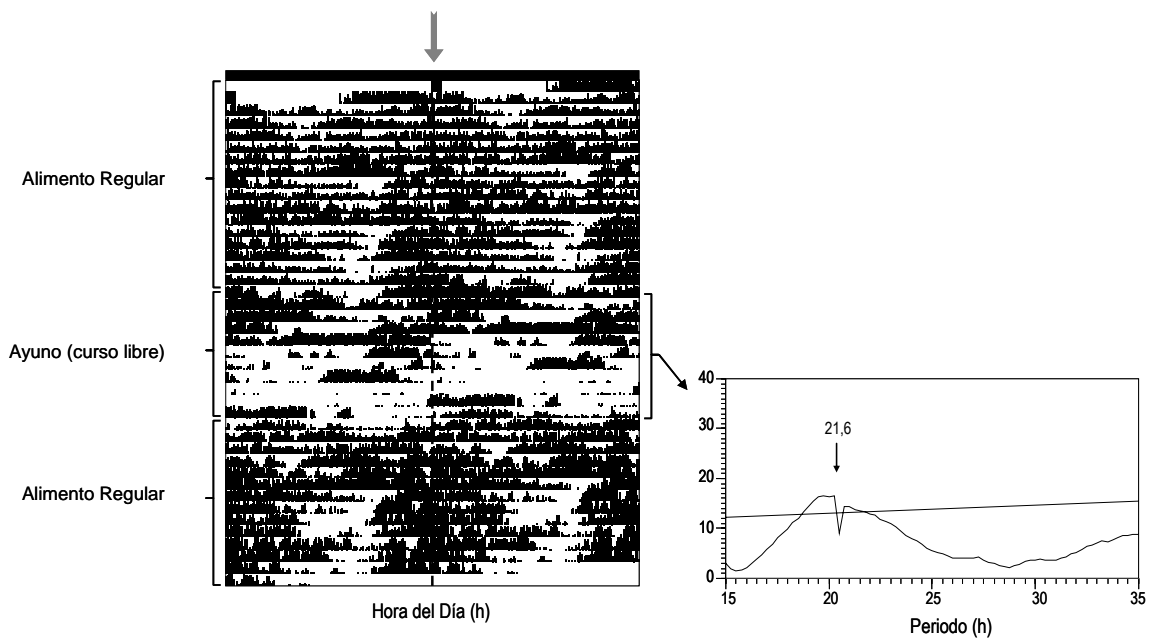 Alimento Regular
Ayuno (curso libre)
Alimento Regular
Hora del Día (h)
40
30
20
10
0
21,6
15
20
25
30
35
Periodo (h)